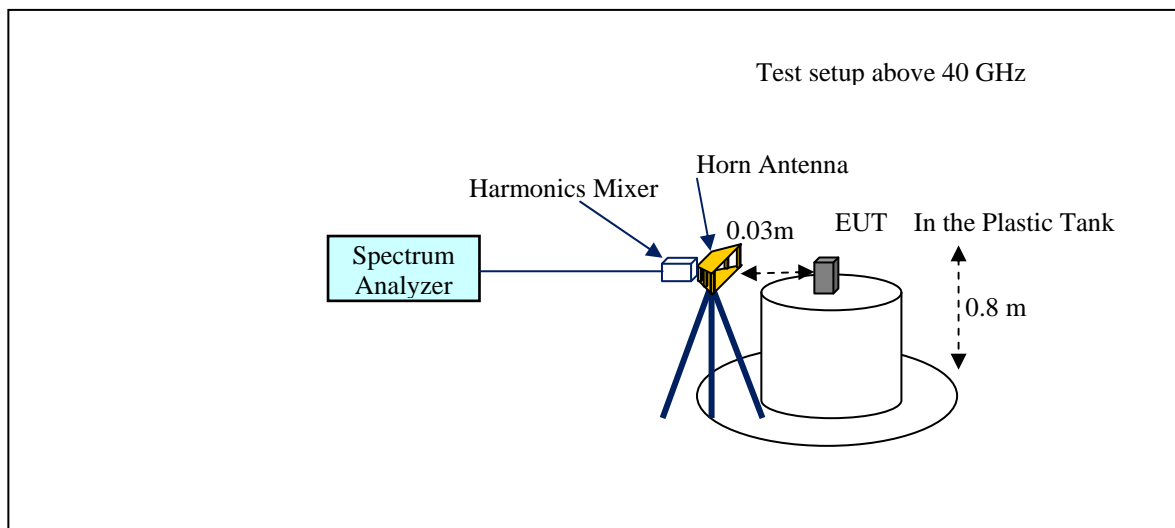 Test setup above 40 GHz
Horn Antenna
Harmonics Mixer
0.03m
EUT
In the Plastic Tank
Spectrum
Analyzer
0.8 m